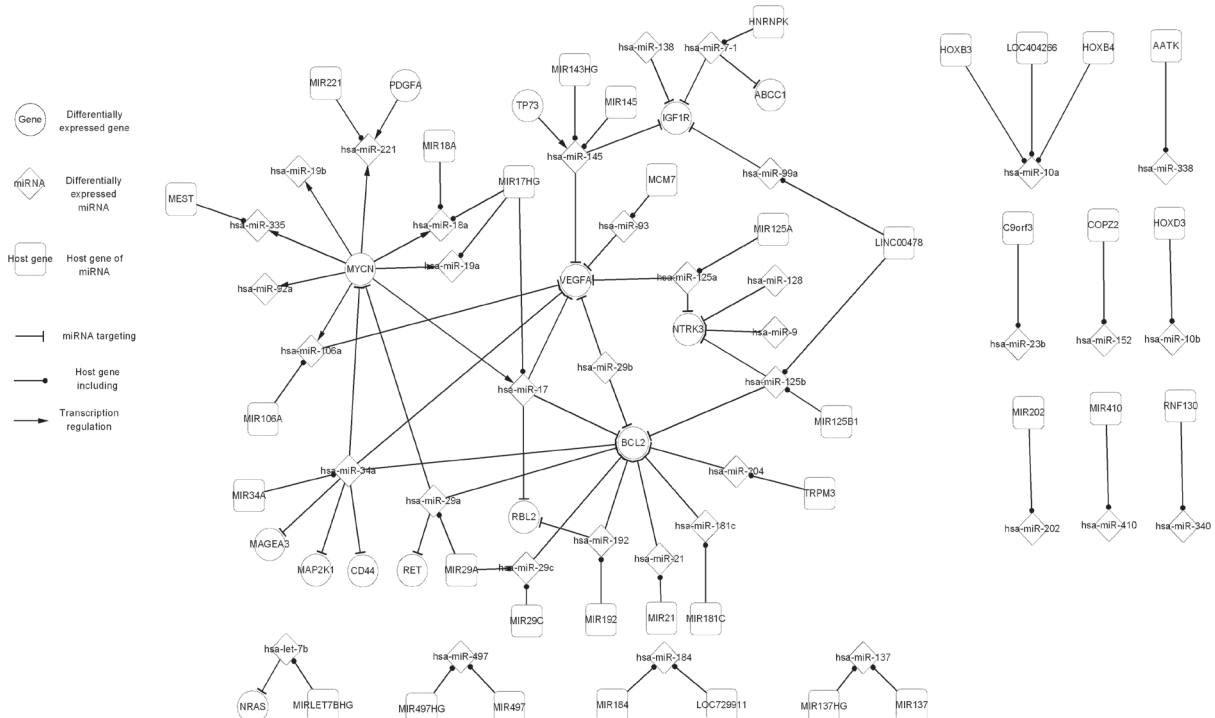 Gene
Differentially
expressed gene
miRNA
Differentially
expressed
miRNA
Host gene
Host gene of
miRNA
miRNA targeting
Host gene
including
Transcription
regulation
HNRNPK
hsa-miR-138
hsa-miR-7-1
HOXB3
LOC404266
HOXB4
AATK
MIR143HG
MIR221
PDGFA
ABCC1
TP73
MIR145
IGF1R
MIR18A
hsa-miR-221
hsa-miR-145
hsa-miR-19b
hsa-miR-99a
hsa-miR-10a
hsa-miR-338
MIR17HG
MCM7
MEST
hsa-miR-335
hsa-miR-18a
hsa-miR-93
MIR125A
C9orf3
COPZ2
HOXD3
LINC00478
MYCN
hsa-miR-19a
VEGFA
hsa-miR-125a
hsa-miR-128
hsa-miR-92a
NTRK3
hsa-miR-9
hsa-miR-106a
hsa-miR-23b
hsa-miR-152
hsa-miR-10b
hsa-miR-29b
hsa-miR-17
hsa-miR-125b
MIR106A
MIR125B1
MIR202
MIR410
RNF130
BCL2
hsa-miR-34a
hsa-miR-204
MIR34A
TRPM3
hsa-miR-29a
RBL2
hsa-miR-181c
hsa-miR-202
hsa-miR-410
hsa-miR-340
MAGEA3
hsa-miR-192
hsa-miR-21
MAP2K1
CD44
RET
MIR29A
hsa-miR-29c
MIR29C
MIR192
MIR21
MIR181C
hsa-let-7b
hsa-miR-497
hsa-miR-184
hsa-miR-137
NRAS
MIRLET7BHG
MIR497HG
MIR497
MIR184
LOC729911
MIR137HG
MIR137